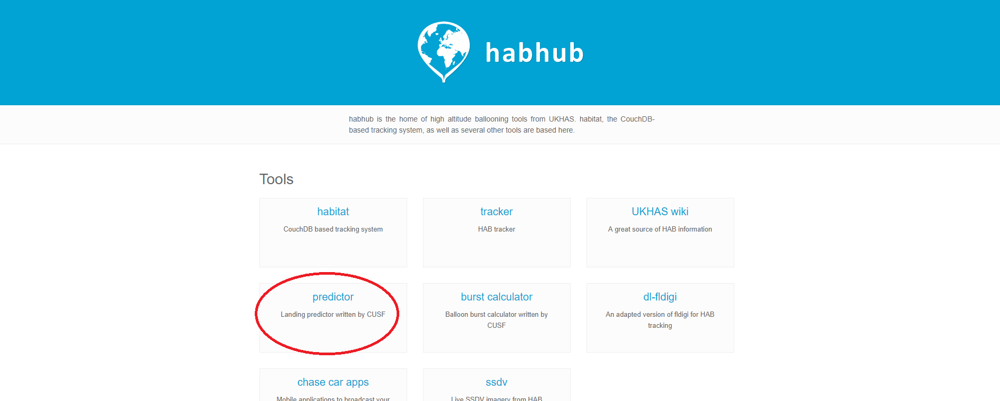 habhub
habhub is the home of high altitude ballooning tools from UKHAS. habitat, the CouchDB-
based tracking system, as well as several other tools are based here.
Tools
habitat
CouchDB based tracking system
tracker
HAB tracker
UKHAS wiki
A great source of HAB information
predictor
Landing predictor written by CUSF
burst calculator
Balloon burst calculator written by
CUSF
dl-fldigi
An adapted version of fldigi for HAB
tracking
chase car apps
Mobile applications to broadcast your
ssdv
Live SSDV imagery from HAB